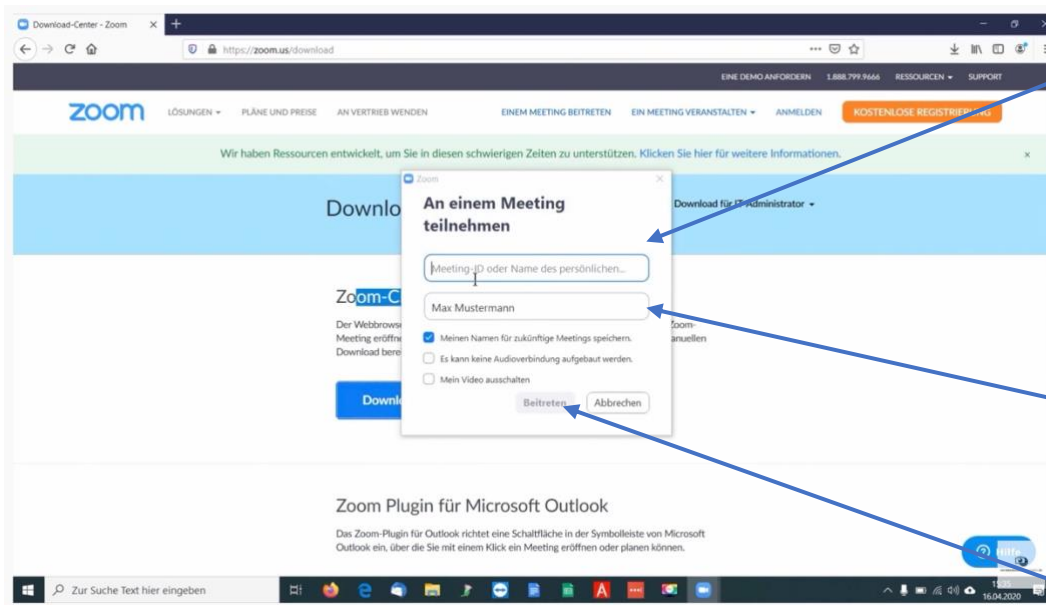 Download-Center - Zoom
https://zoom.us/download
EINE DEMO ANFORDERN 1.888.799.9666 RESSOURCEN SUPPORT
zoom LÖSUNGEN PLÄNE UND PREISE AN VERTRIEB WENDEN EINEM MEETING BEITRETEN EIN MEETING VERANSTALTEN ANMELDEN KOSTENLOSE REGISTRIERUNG
Wir haben Ressourcen entwickelt, um Sie in diesen schwierigen Zeiten zu unterstützen. Klicken Sie hier für weitere Informationen.
Zoom
An einem Meeting
teilnehmen
Meeting-ID oder Name des persönlichen...
Max Mustermann
Meinen Namen für zukünftige Meetings speichern.
Es kann keine Audioverbindung aufgebaut werden.
Mein Video ausschalten
Beitreten Abbrechen
Downlo
Download für IT-Administrator
Zoom-C
Der Webbrowse
Zoom-
Meeting eröffne
anuellen
Download bere
Downl
Zoom Plugin für Microsoft Outlook
Das Zoom-Plugin für Outlook richtet eine Schaltfläche in der Symbolleiste von Microsoft
Outlook ein, über die Sie mit einem Klick ein Meeting eröffnen oder planen können.
Hilfe
Zur Suche Text hier eingeben
16.04.2020